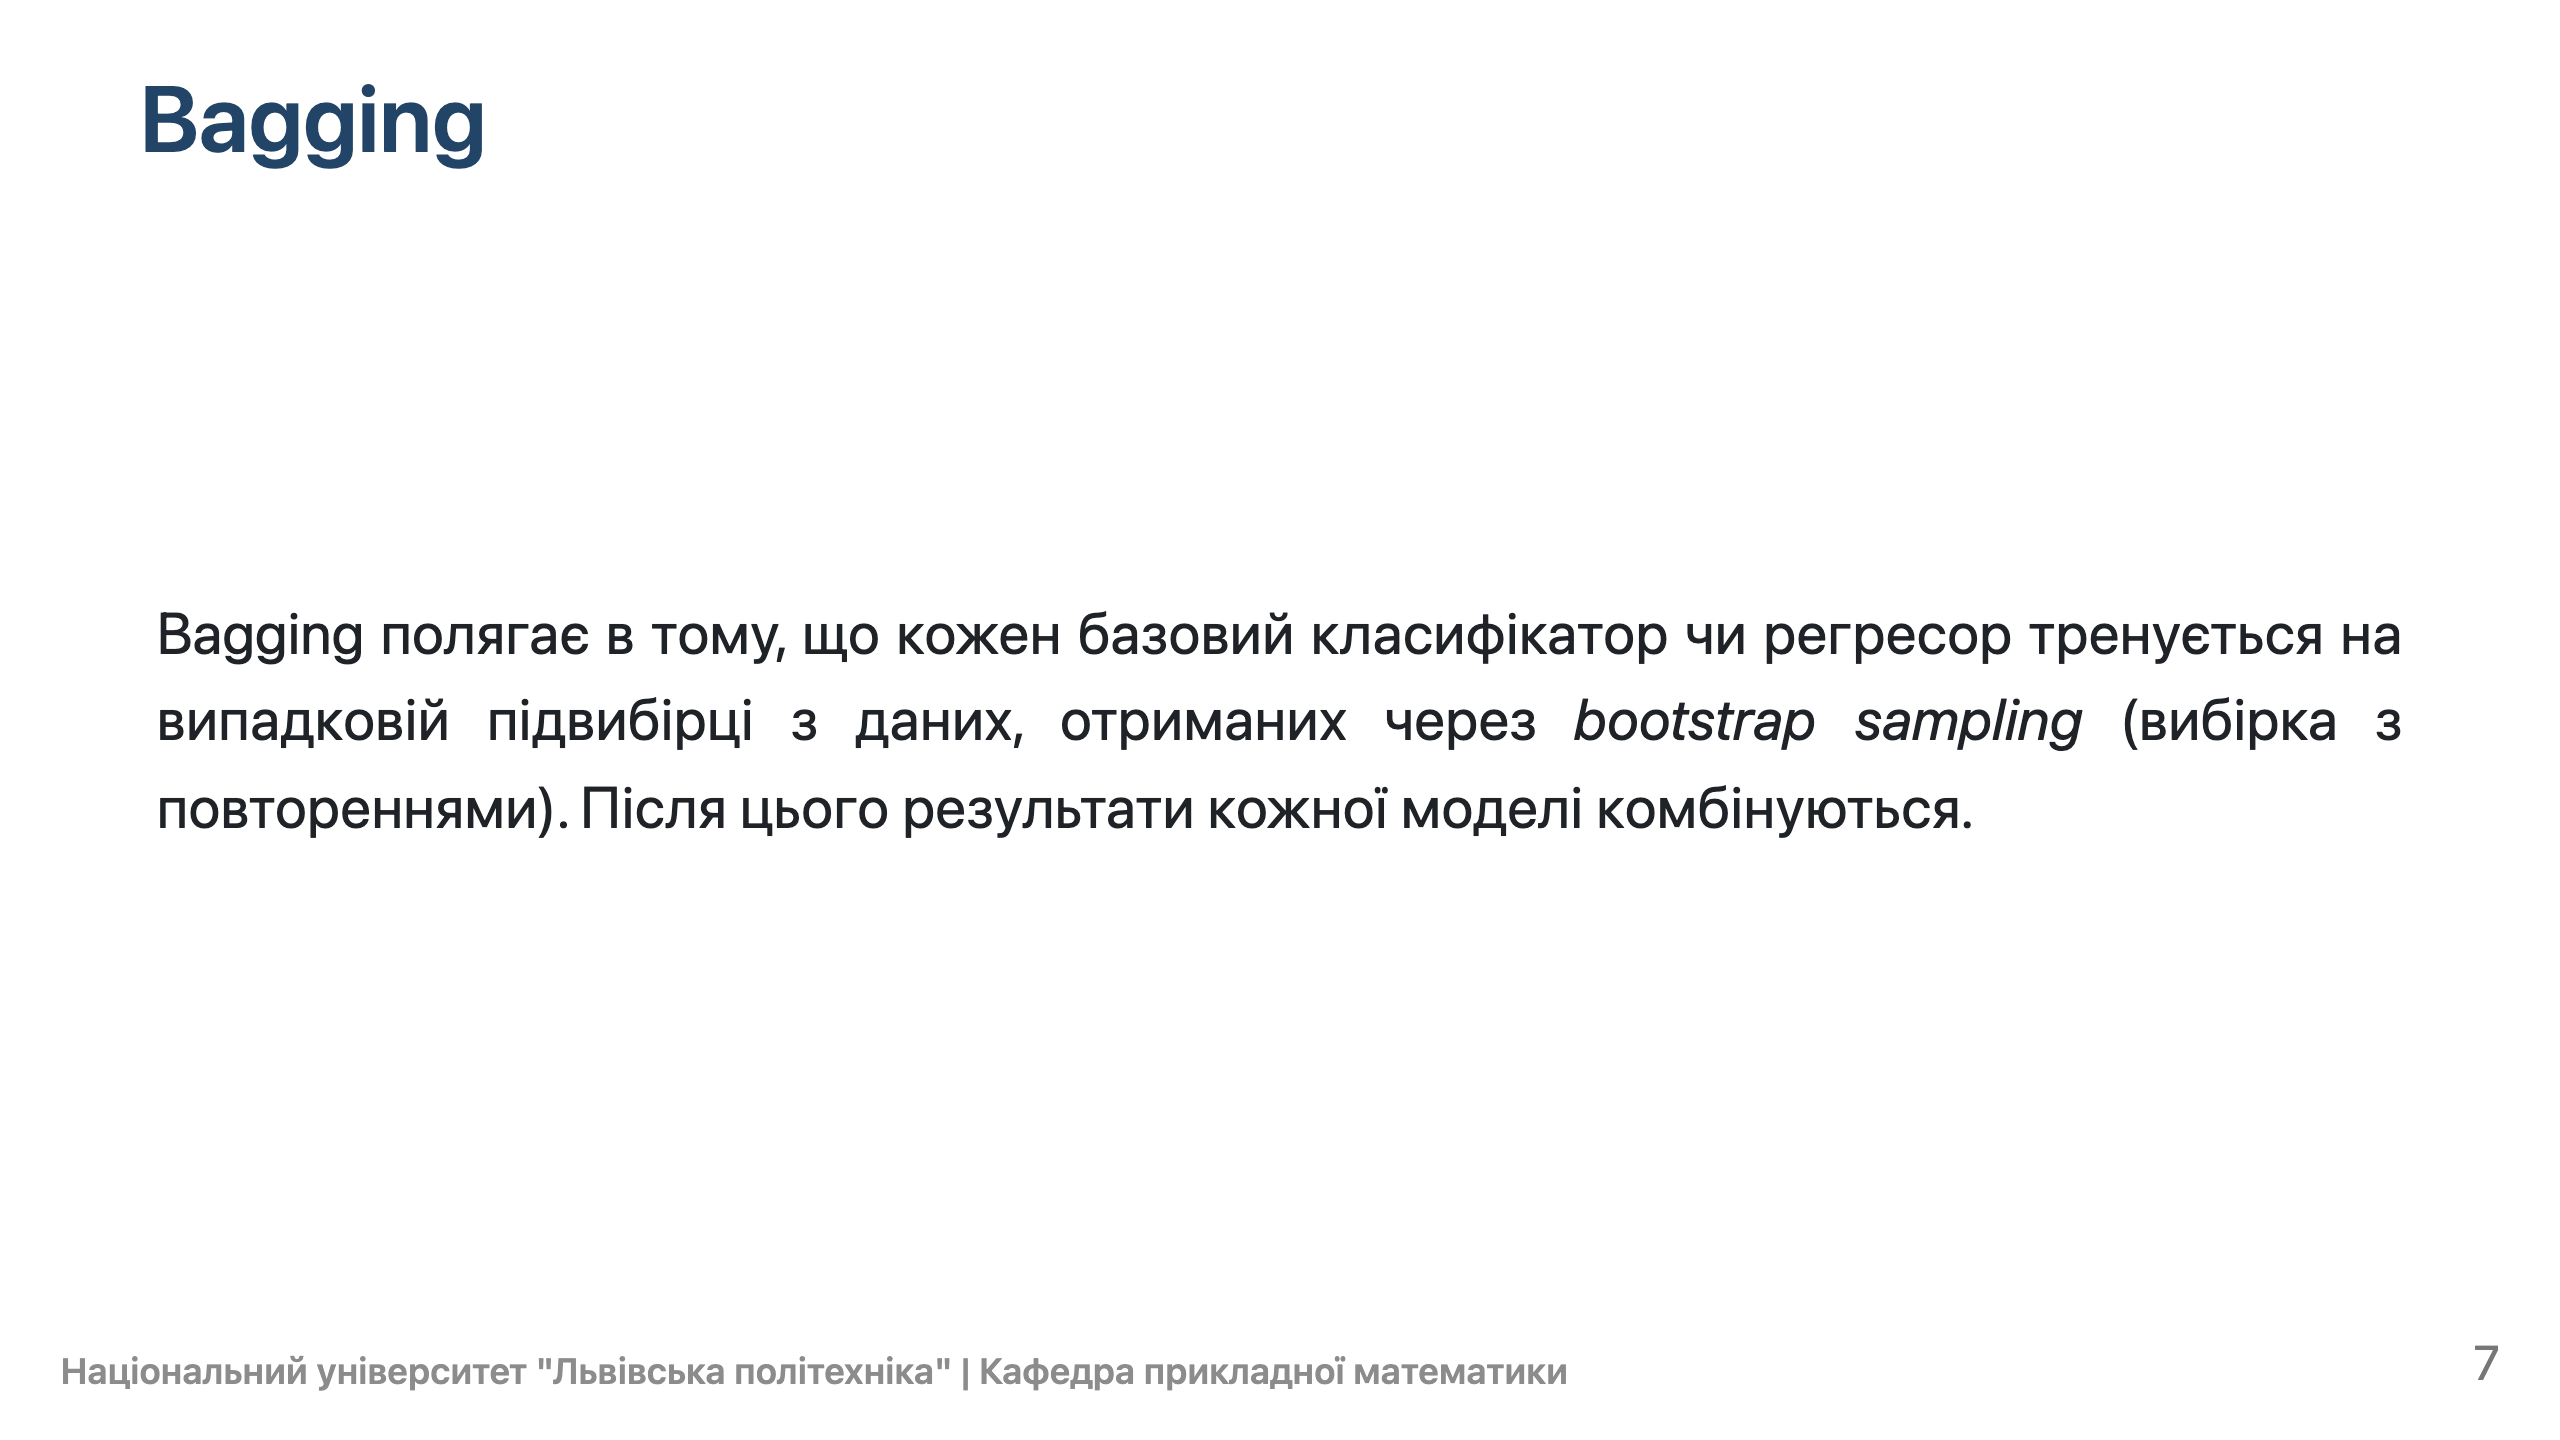 Bagging
Bagging полягає в тому, що кожен базовий класифікатор чи регресор тренується на
випадковій підвибірці з даних, отриманих через bootstrap sampling (вибірка з
повтореннями). Після цього результати кожної моделі комбінуються.
Національний університет "Львівська політехніка" | Кафедра прикладної математики
7